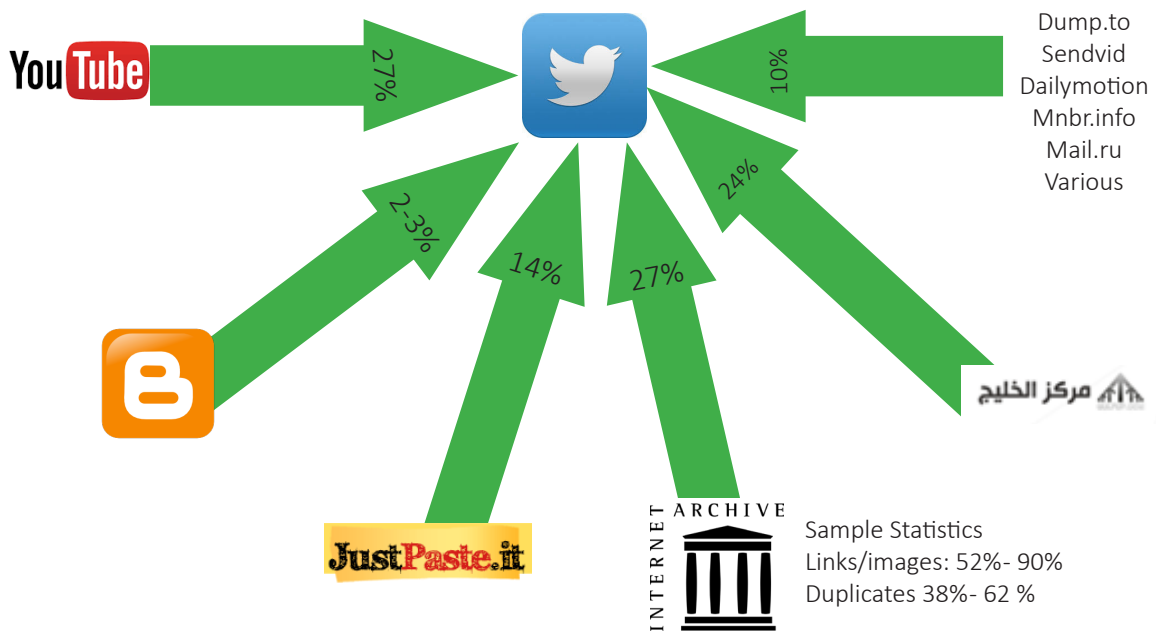 YouTube
27%
10%
Dump.to
Sendvid
Dailymotion
Mnbr.info
Mail.ru
Various
24%
2-3%
14%
27%
مركز الخليج
JustPaste.it
INTERNET
ARCHIVE
Sample Statistics
Links/images: 52%- 90%
Duplicates 38%- 62 %